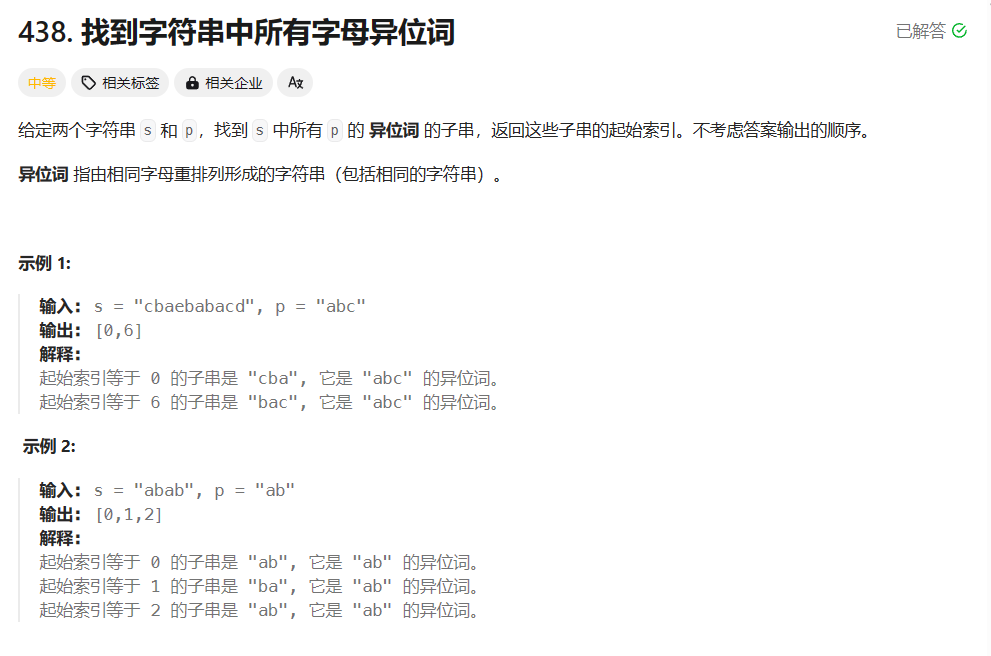 438. 找到字符串中所有字母异位词
已解答
中等 相关标签 相关企业
给定两个字符串 s 和 p，找到 s 中所有 p 的 异位词 的子串，返回这些子串的起始索引。不考虑答案输出的顺序。
异位词 指由相同字母重排列形成的字符串（包括相同的字符串）。
示例 1:
输入: s = "cbaebabacd", p = "abc"
输出: [0,6]
解释:
起始索引等于 0 的子串是 "cba", 它是 "abc" 的异位词。
起始索引等于 6 的子串是 "bac", 它是 "abc" 的异位词。
示例 2:
输入: s = "abab", p = "ab"
输出: [0,1,2]
解释:
起始索引等于 0 的子串是 "ab", 它是 "ab" 的异位词。
起始索引等于 1 的子串是 "ba", 它是 "ab" 的异位词。
起始索引等于 2 的子串是 "ab", 它是 "ab" 的异位词。